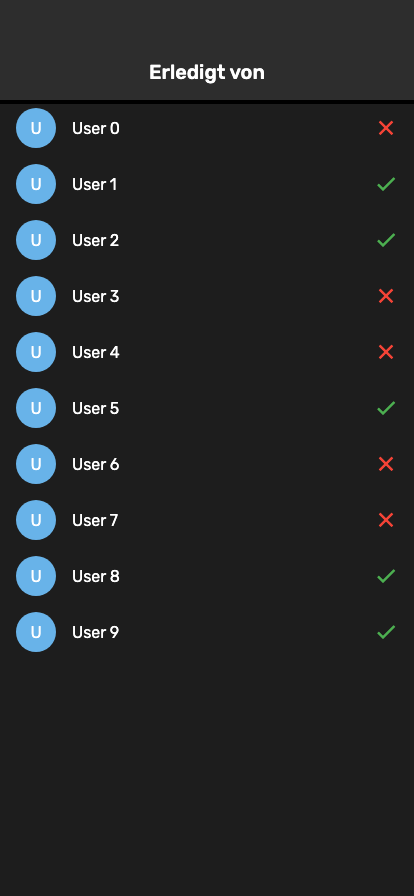 Erledigt von
U User 0
U User 1
U User 2
U User 3
U User 4
U User 5
U User 6
U User 7
U User 8
U User 9